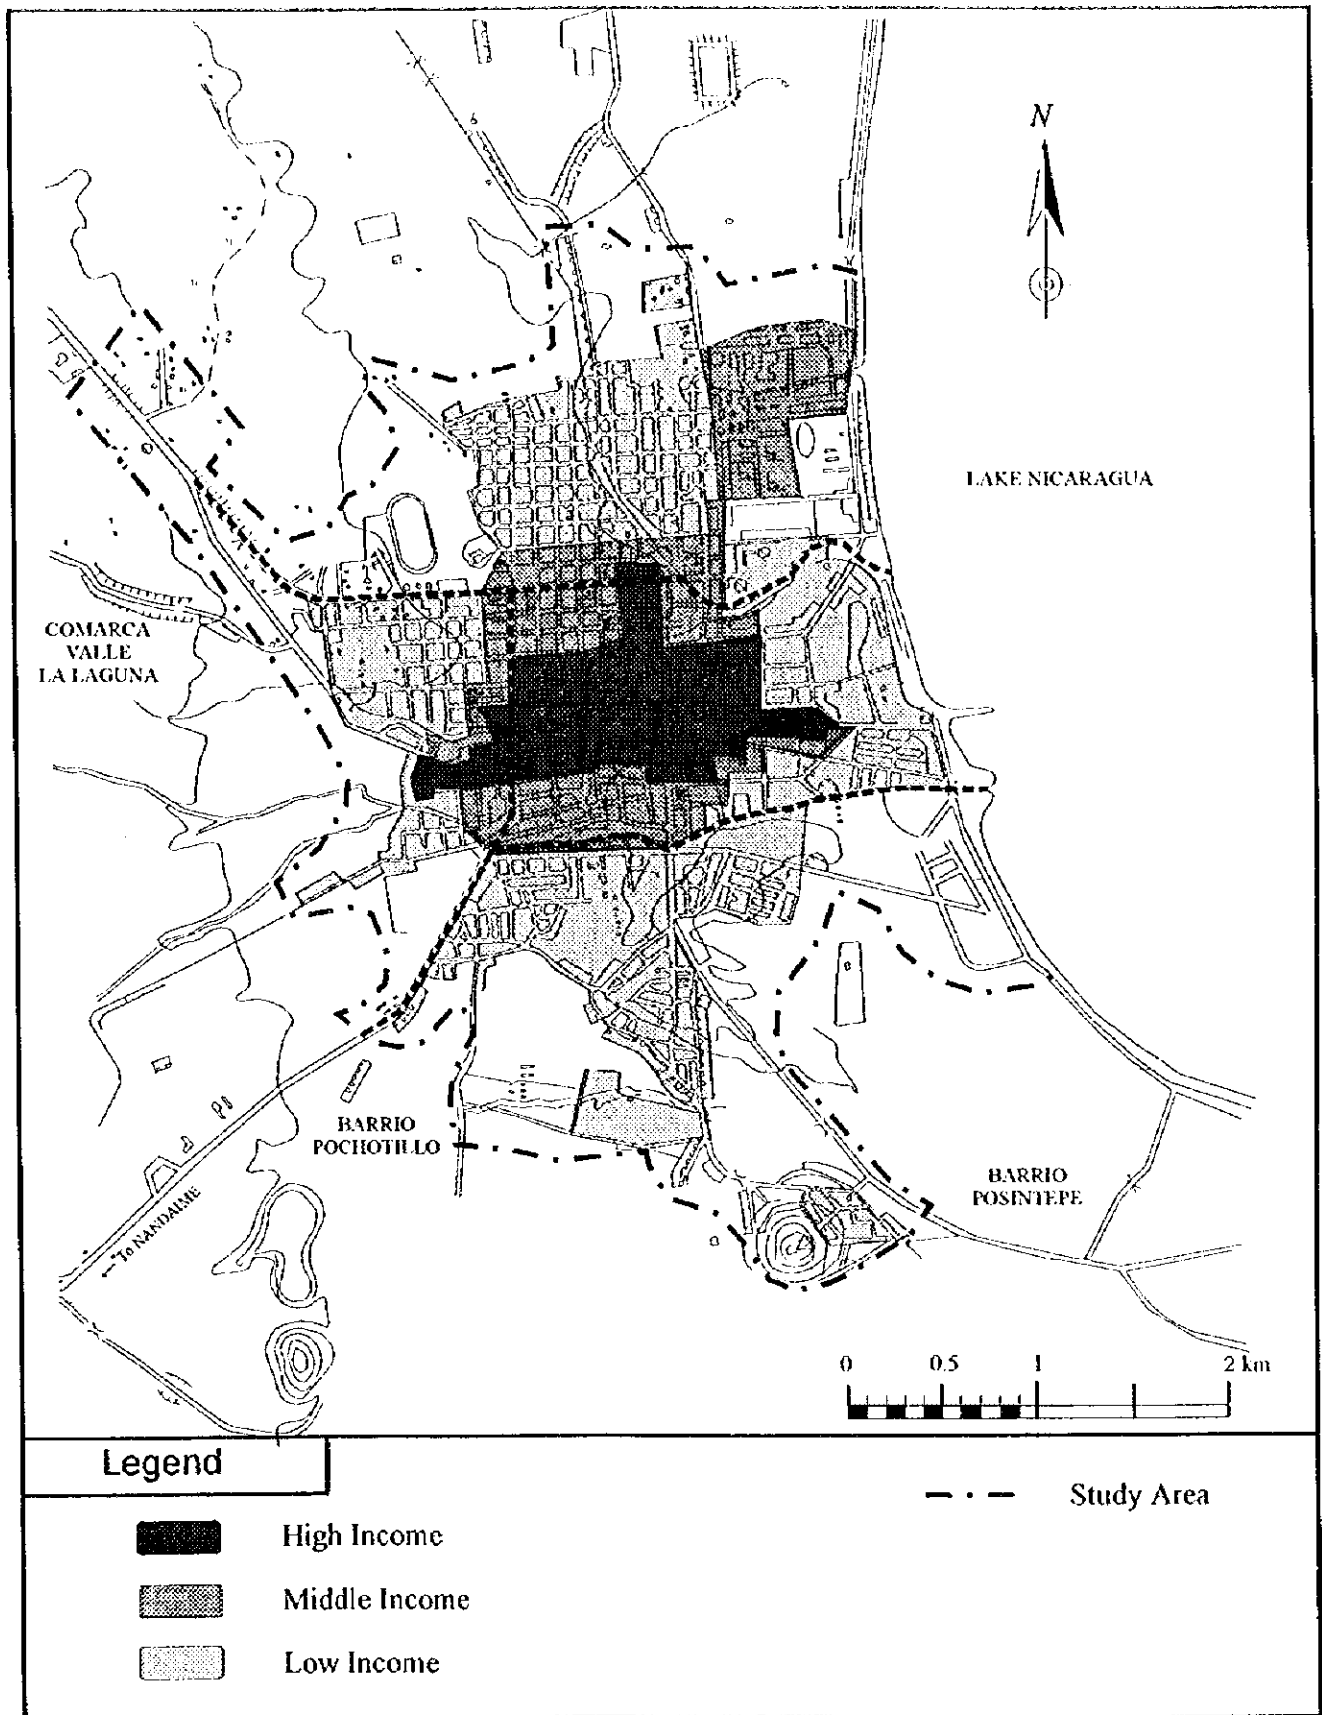 N
6
LAKE NICARAGUA
COMARCA
VALLE
LA LAGUNA
BARRIO
POCHOTILLO
BARRIO
POSINTEPE
To NANDAIME
0 0.5 1 2 km
Legend
Study Area
High Income
Middle Income
Low Income